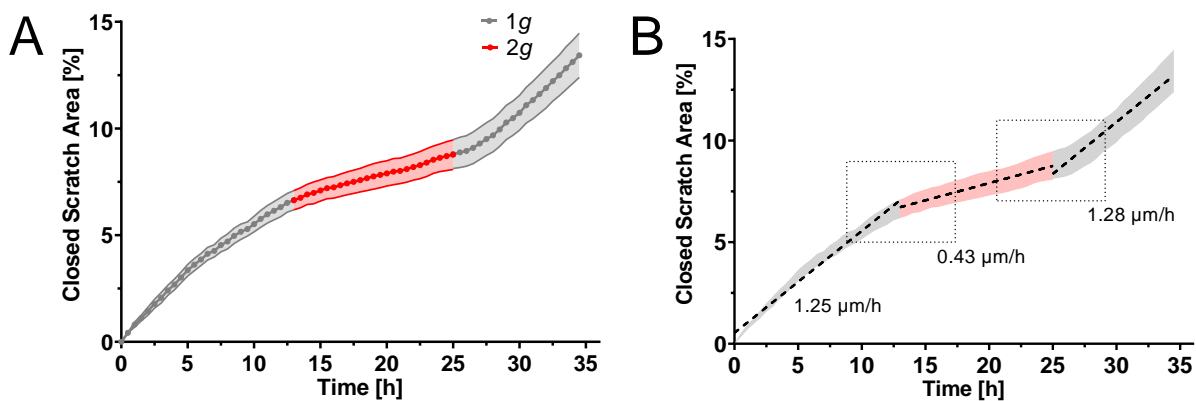 A
Closed Scratch Area [%]
15
10
5
0
0 5 10 15 20 25 30 35
Time [h]
1g
2g
B
Closed Scratch Area [%]
15
10
5
0
0 5 10 15 20 25 30 35
Time [h]
1.25 µm/h
0.43 µm/h
1.28 µm/h